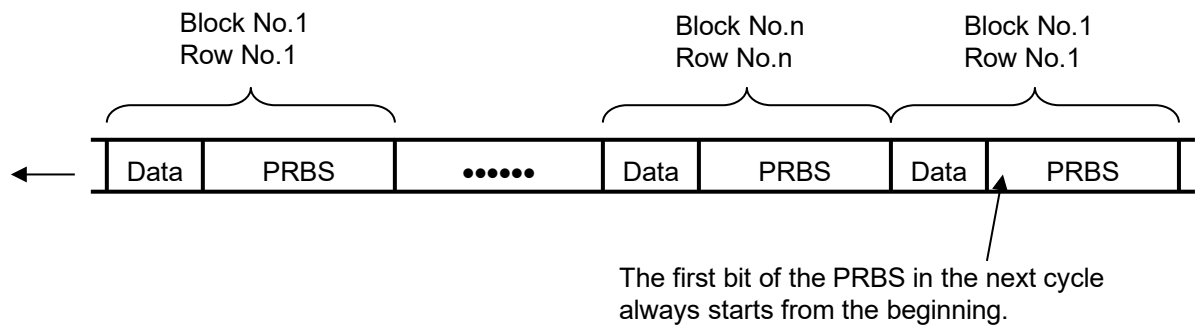 Block No.1
Row No.1
Block No.n
Row No.n
Block No.1
Row No.1
Data PRBS •••••• Data PRBS Data PRBS
The first bit of the PRBS in the next cycle
always starts from the beginning.